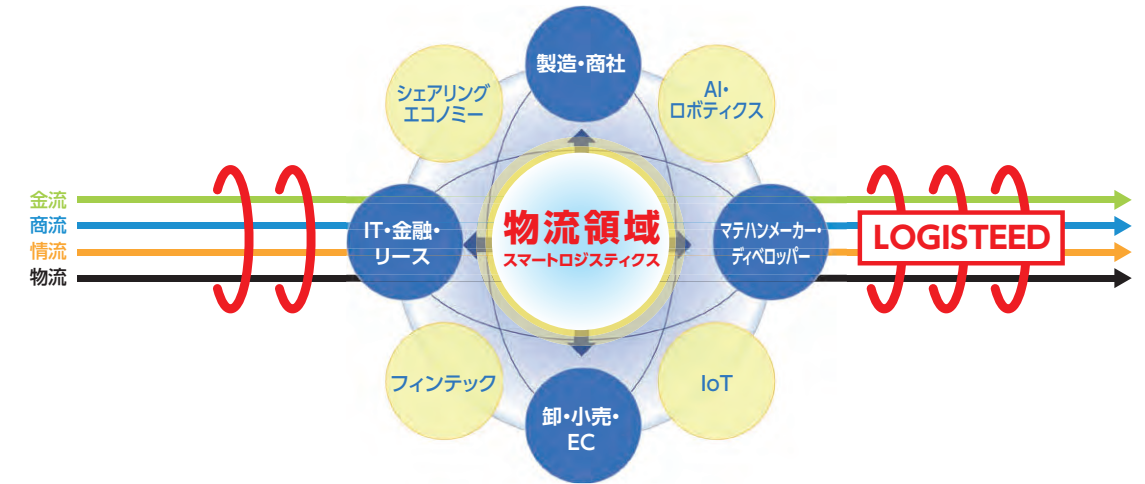 製造・商社
シェアリング
エコノミー
AI・
ロボティクス
金流
商流
情流
物流
IT・金融・
リース
物流領域
スマートロジスティクス
マテハンメーカー・
ディベロッパー
LOGISTEED
フィンテック
IoT
卸・小売・
EC